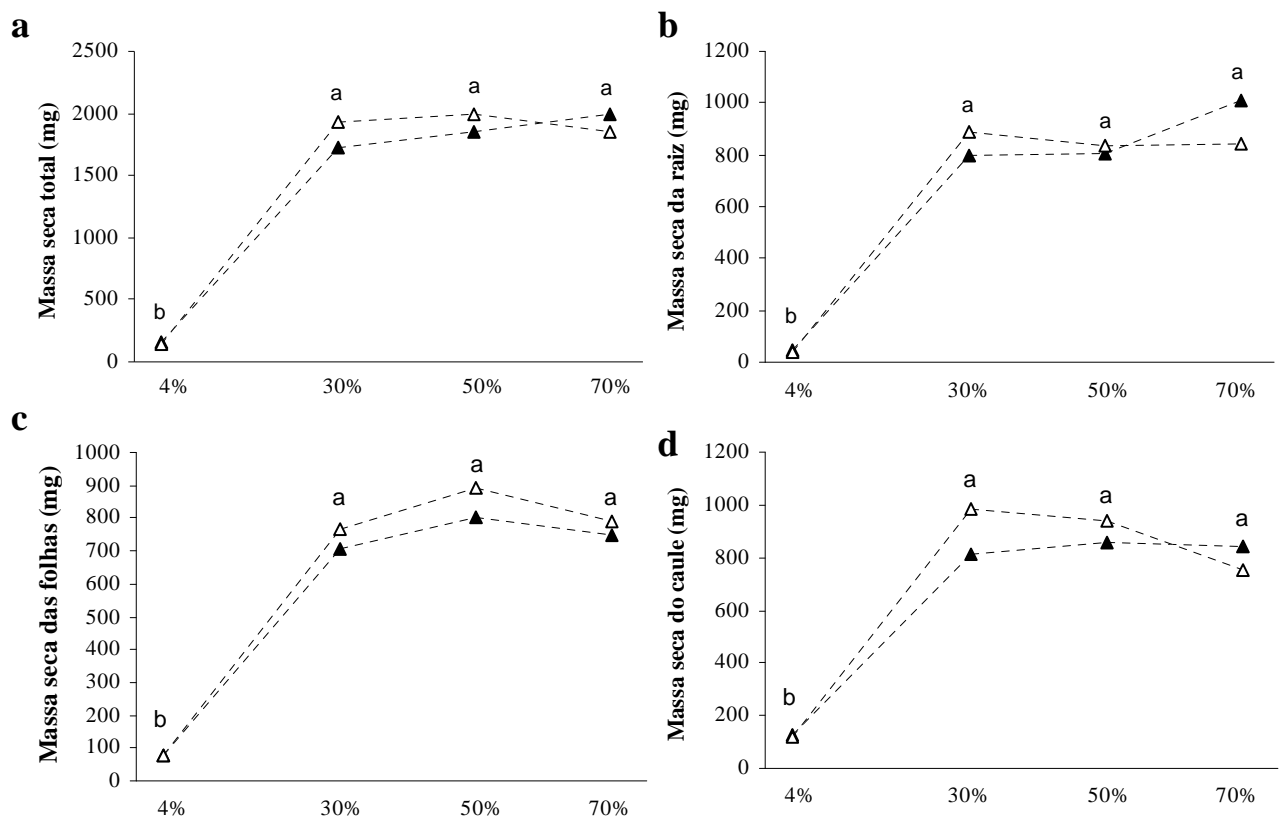 a
Massa seca total (mg)
2500
2000
1500
1000
500
0
b
a
a
a
4%
30%
50%
70%
b
Massa seca da raiz (mg)
1200
1000
800
600
400
200
0
b
a
a
a
4%
30%
50%
70%
c
Massa seca das folhas (mg)
1000
900
800
700
600
500
400
300
200
100
0
b
a
a
a
4%
30%
50%
70%
d
Massa seca do caule (mg)
1200
1000
800
600
400
200
0
b
a
a
a
4%
30%
50%
70%